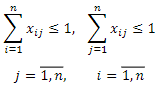 ∑_{i=1}^{n} x_{ij} ≤ 1, ∑_{j=1}^{n} x_{ij} ≤ 1
j = \overline{1,n}, i = \overline{1,n}